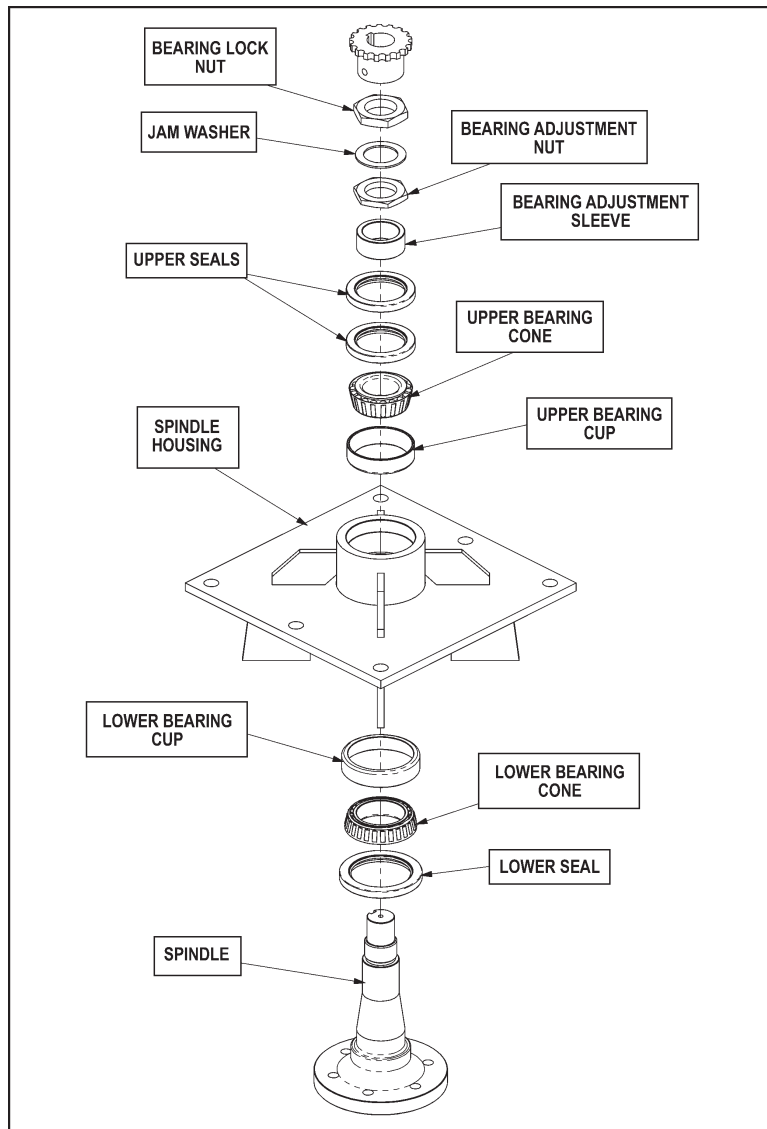 BEARING LOCK
NUT
JAM WASHER
BEARING ADJUSTMENT
NUT
BEARING ADJUSTMENT
SLEEVE
UPPER SEALS
UPPER BEARING
CONE
UPPER BEARING
CUP
SPINDLE
HOUSING
LOWER BEARING
CUP
LOWER BEARING
CONE
LOWER SEAL
SPINDLE